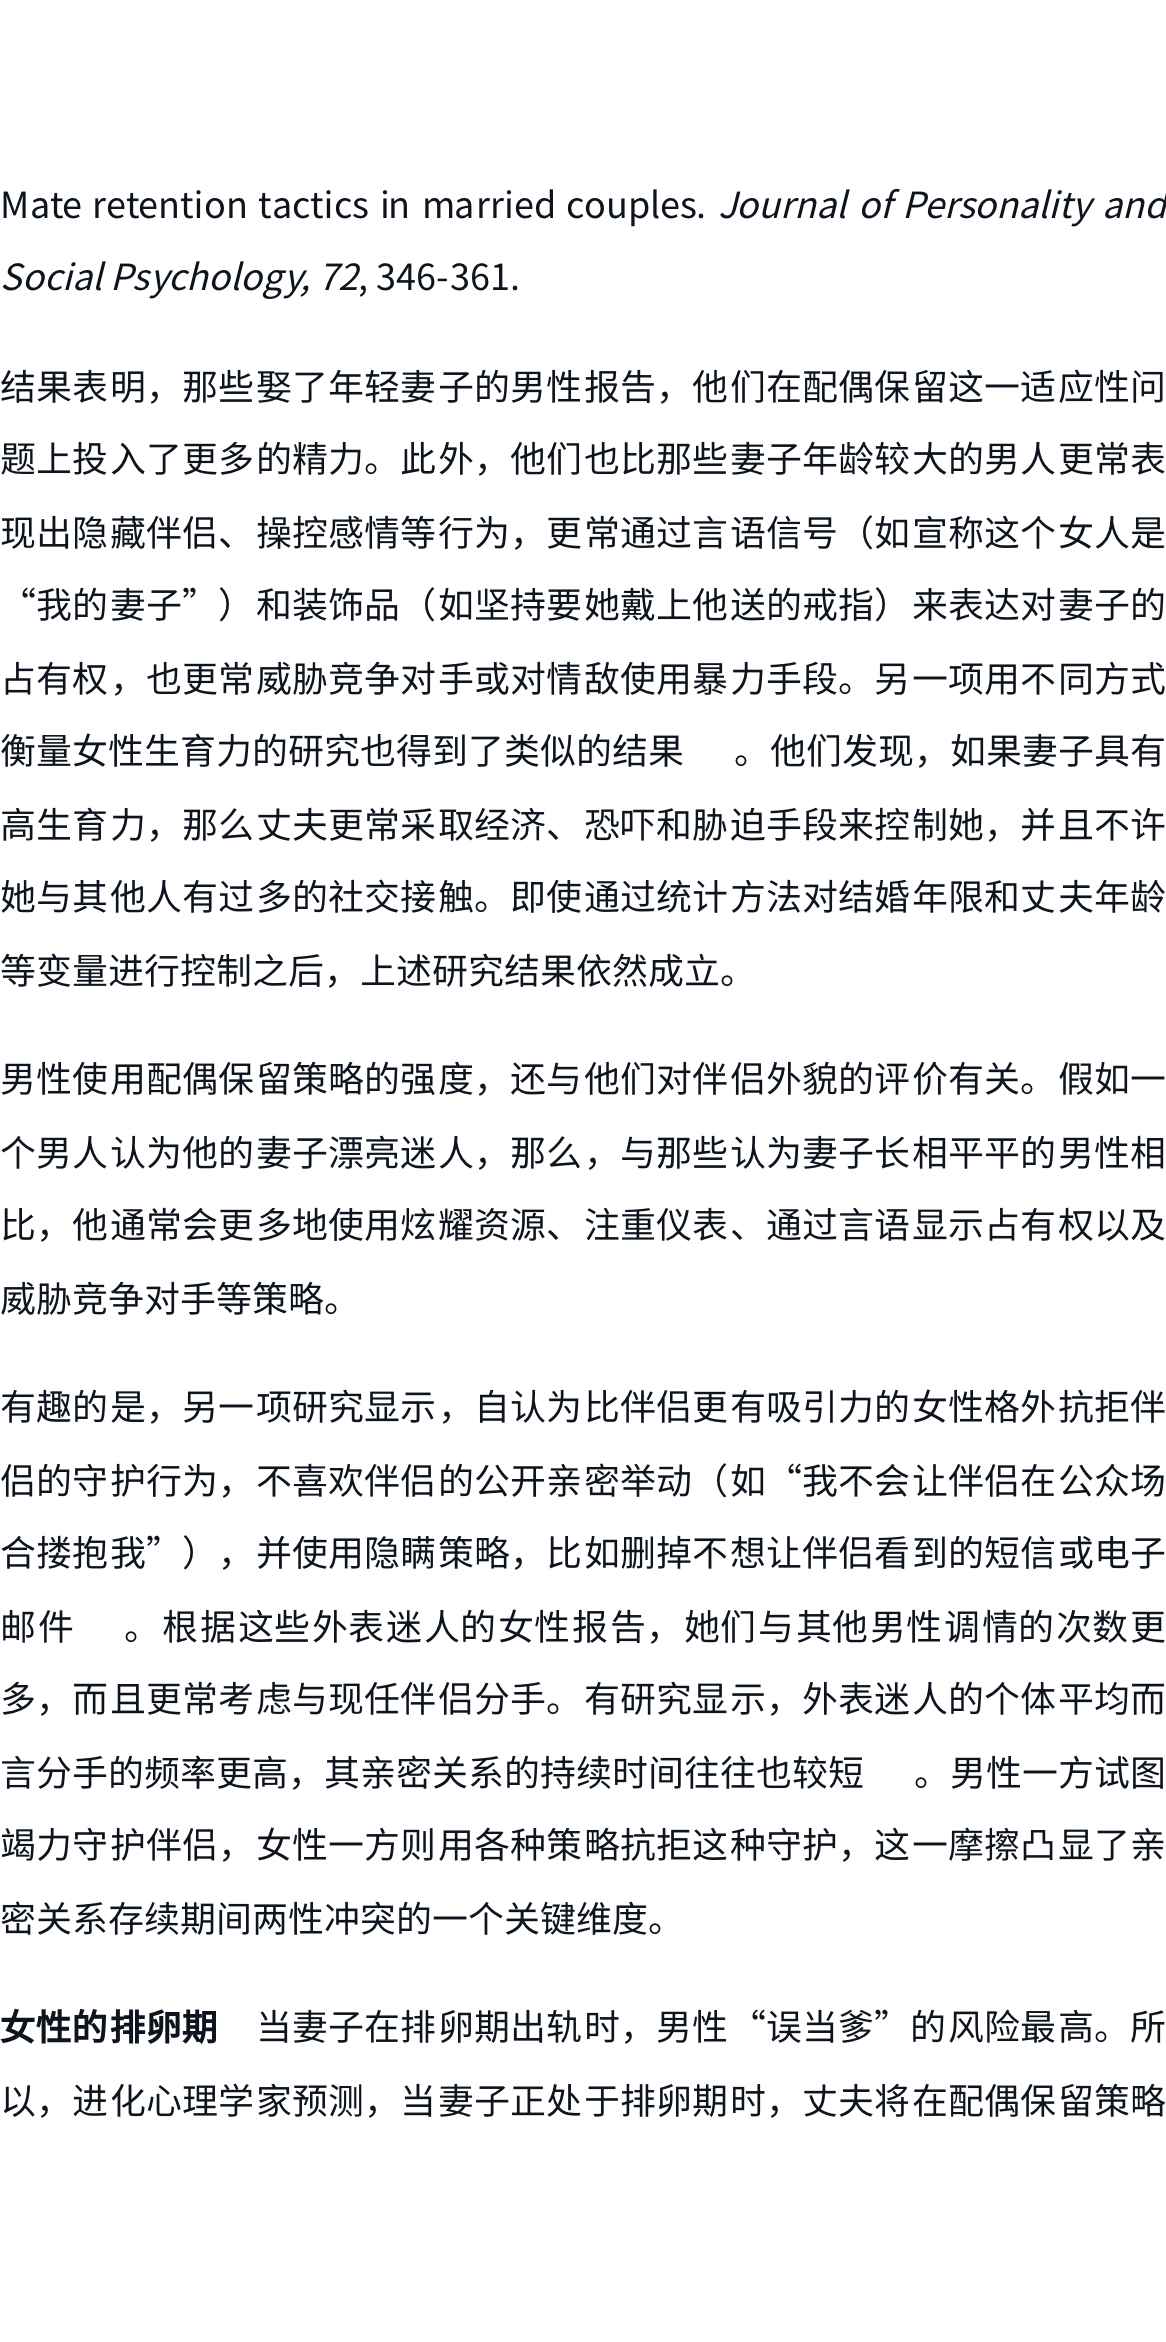 Mate retention tactics in married couples. Journal of Personality and
Social Psychology, 72, 346-361.
结果表明，那些娶了年轻妻子的男性报告，他们在配偶保留这一适应性问
题上投入了更多的精力。此外，他们也比那些妻子年龄较大的男人更常表
现出隐藏伴侣、操控感情等行为，更常通过言语信号（如宣称这个女人是
“我的妻子”）和装饰品（如坚持要她戴上他送的戒指）来表达对妻子的
占有权，也更常威胁竞争对手或对情敌使用暴力手段。另一项用不同方式
衡量女性生育力的研究也得到了类似的结果 。他们发现，如果妻子具有
高生育力，那么丈夫更常采取经济、恐吓和胁迫手段来控制她，并且不许
她与其他人有过多的社交接触。即使通过统计方法对结婚年限和丈夫年龄
等变量进行控制之后，上述研究结果依然成立。
男性使用配偶保留策略的强度，还与他们对伴侣外貌的评价有关。假如一
个男人认为他的妻子漂亮迷人，那么，与那些认为妻子长相平平的男性相
比，他通常会更多地使用炫耀资源、注重仪表、通过言语显示占有权以及
威胁竞争对手等策略。
有趣的是，另一项研究显示，自认为比伴侣更有吸引力的女性格外抗拒伴
侣的守护行为，不喜欢伴侣的公开亲密举动（如“我不会让伴侣在公众场
合搂抱我”），并使用隐瞒策略，比如删掉不想让伴侣看到的短信或电子
邮件 。根据这些外表迷人的女性报告，她们与其他男性调情的次数更
多，而且更常考虑与现任伴侣分手。有研究显示，外表迷人的个体平均而
言分手的频率更高，其亲密关系的持续时间往往也较短 。男性一方试图
竭力守护伴侣，女性一方则用各种策略抗拒这种守护，这一摩擦凸显了亲
密关系存续期间两性冲突的一个关键维度。
女性的排卵期 当妻子在排卵期出轨时，男性“误当爹”的风险最高。所
以，进化心理学家预测，当妻子正处于排卵期时，丈夫将在配偶保留策略